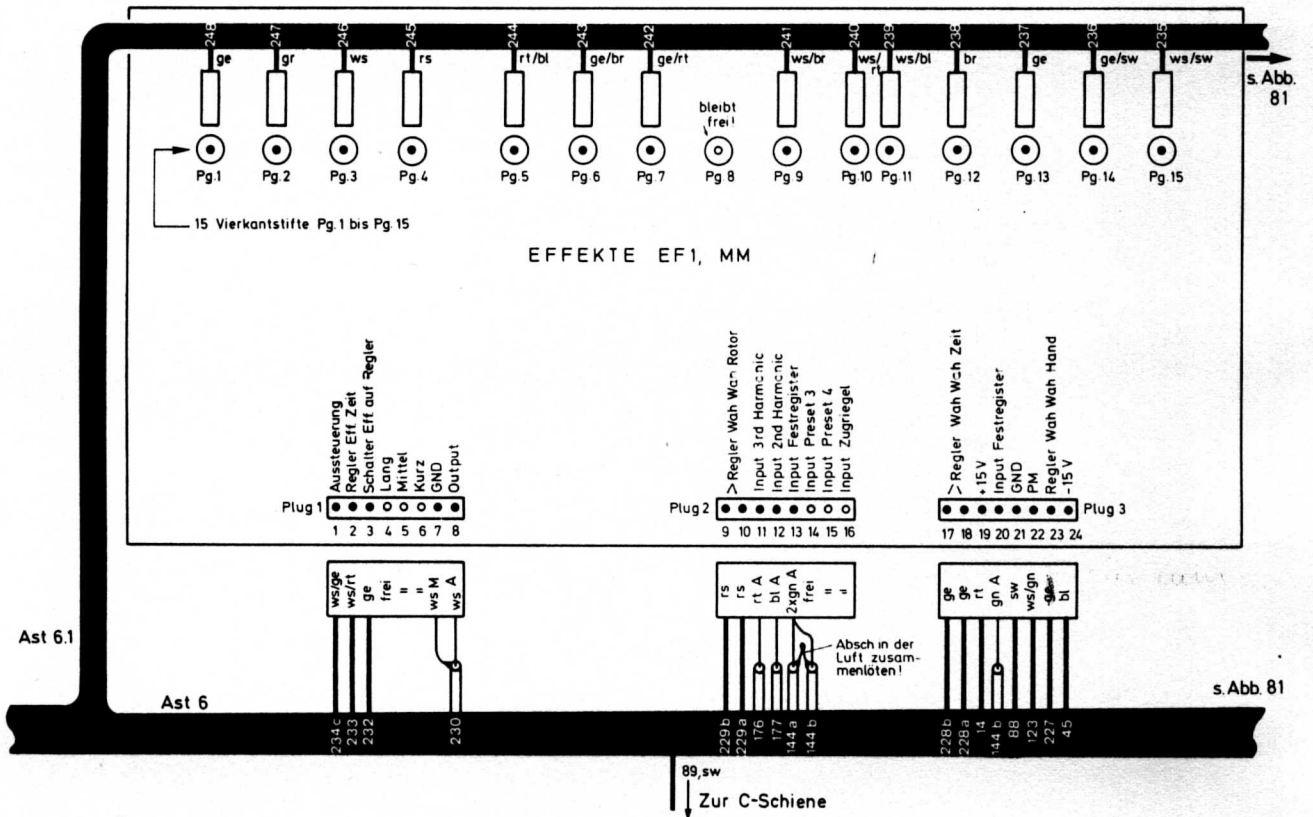 248 247 246 245 244 243 242 241 240 239 238 237 236 235
ge gr ws rs rt/bl ge/br ge/rt ws/br ws/rt ws/bl br ge ge/sw ws/sw
s. Abb. 81
bleibt frei!
Pg.1 Pg.2 Pg.3 Pg.4 Pg.5 Pg.6 Pg.7 Pg.8 Pg.9 Pg.10 Pg.11 Pg.12 Pg.13 Pg.14 Pg.15
15 Vierkantstifte Pg.1 bis Pg.15
EFFEKTE EF1, MM
Aussteuerung
Regler Eff. Zeit
Schalter Eff auf Regler
Lang
Mittel
Kurz
GND
Output
Plug 1
1 2 3 4 5 6 7 8
> Regler Wah Wah Rotor
Input 3rd Harmonic
Input 2nd Harmonic
Input Festregister
Input Preset 3
Input Preset 4
Input Zugriegel
Plug 2
9 10 11 12 13 14 15 16
> Regler Wah Wah Zeit
+15V
Input Festregister
GND
PM
Regler Wah Wah Hand
-15V
Plug 3
17 18 19 20 21 22 23 24
ws/ge
ws/rt
ge
frei
"
"
ws M
ws A
rs
rs
rt A
bl A
2xgn A
frei
"
"
ge
ge
rt
gn A
sw
ws/gn
bl
Absch in der
Luft zusam-
menlöten!
Ast 6.1
Ast 6
s. Abb. 81
234c 233 232 230
229b 229a 176 177 144a 144b
228b 228a 14 144b 88 123 227 45
89, sw
Zur C-Schiene